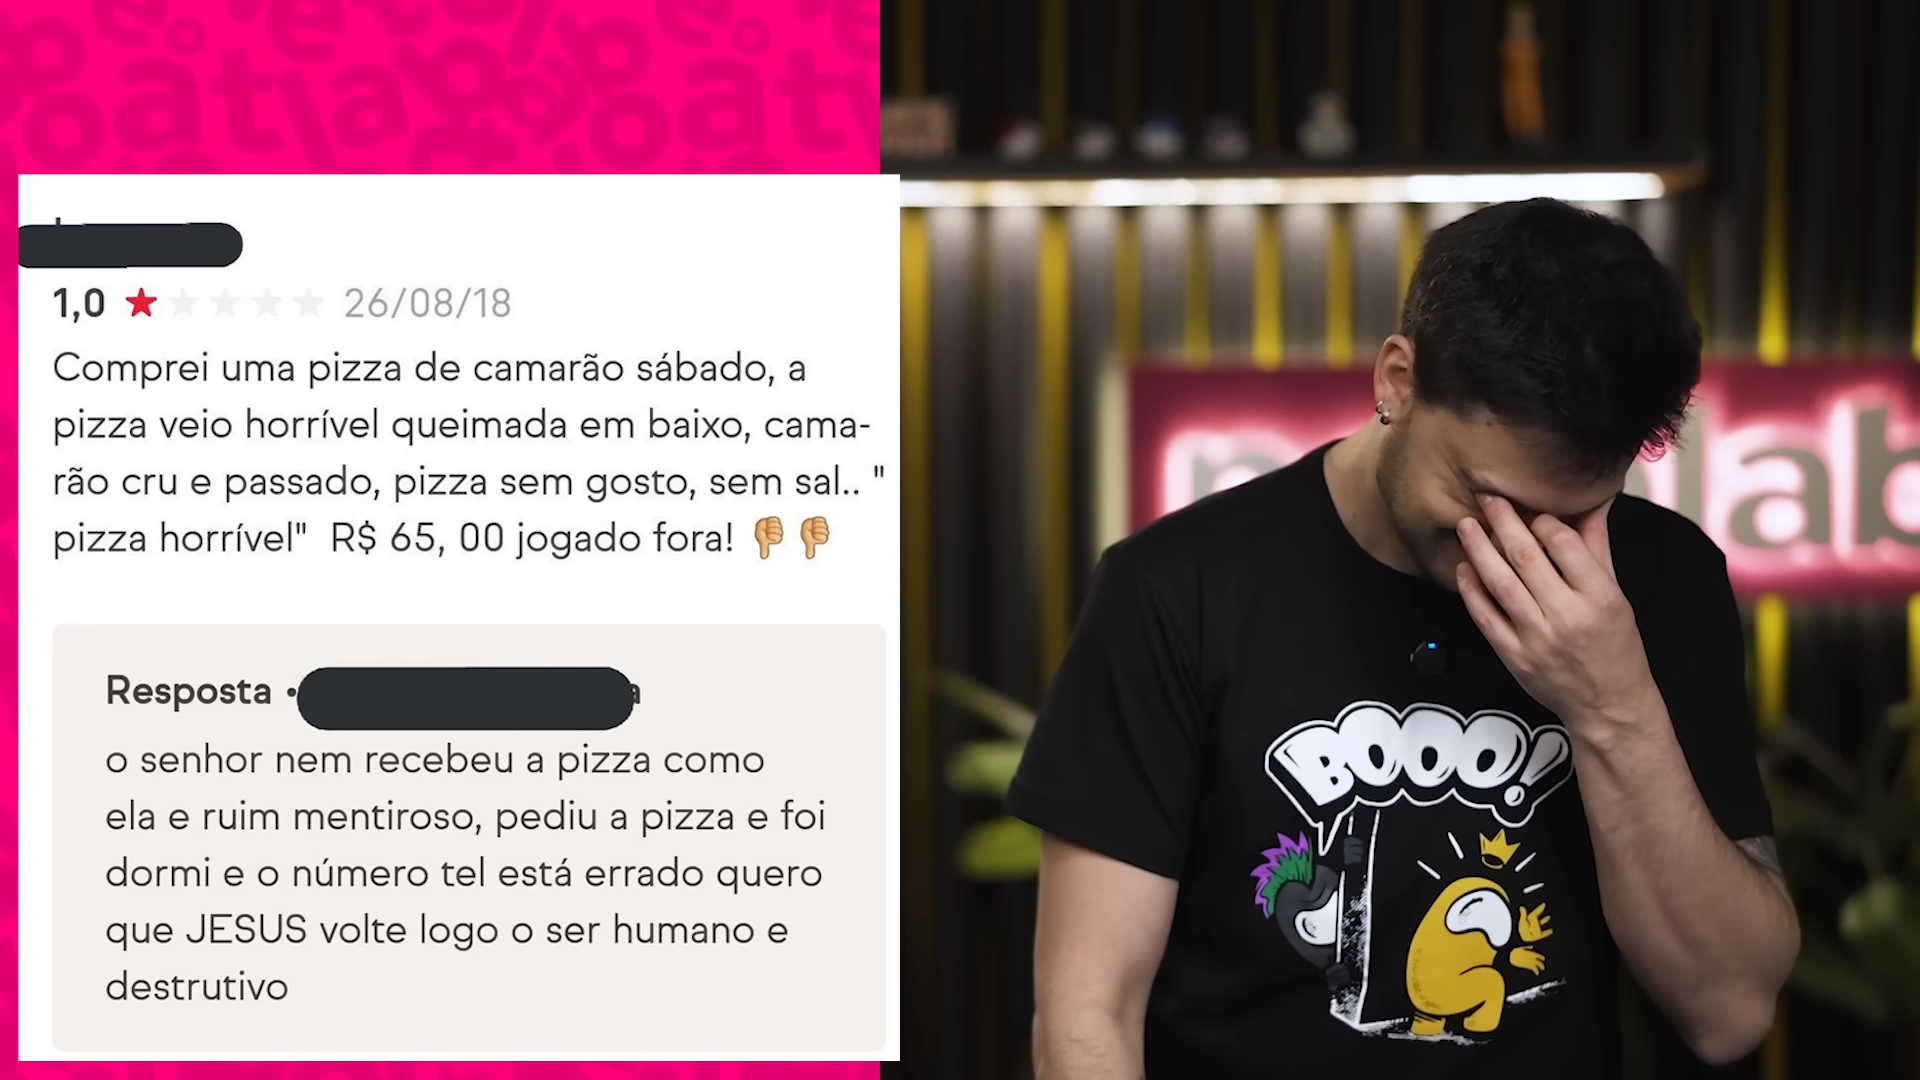 1,0 ★ 26/08/18
Comprei uma pizza de camarão sábado, a
pizza veio horrível queimada em baixo, cama-
rão cru e passado, pizza sem gosto, sem sal.. "
pizza horrível"  R$ 65, 00 jogado fora! 👎👎
Resposta •
o senhor nem recebeu a pizza como
ela e ruim mentiroso, pediu a pizza e foi
dormi e o número tel está errado quero
que JESUS volte logo o ser humano e
destrutivo
BOOO!